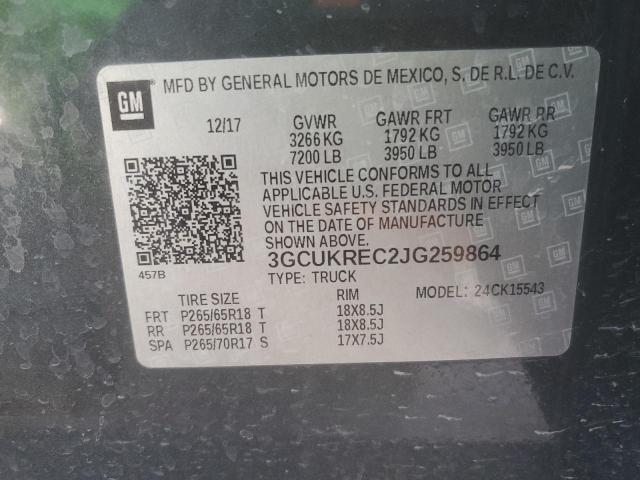 GM
MFD BY GENERAL MOTORS DE MEXICO, S. DE R.L. DE C.V.
12/17 GVWR GAWR FRT GAWR RR
3266 KG 1792 KG 1792 KG
7200 LB 3950 LB 3950 LB
THIS VEHICLE CONFORMS TO ALL
APPLICABLE U.S. FEDERAL MOTOR
VEHICLE SAFETY STANDARDS IN EFFECT
ON THE DATE OF MANUFACTURE
SHOWN ABOVE.
3GCUKREC2JG259864
457B
TYPE: TRUCK
MODEL: 24CK15543
TIRE SIZE RIM
FRT P265/65R18 T 18X8.5J
RR P265/65R18 T 18X8.5J
SPA P265/70R17 S 17X7.5J